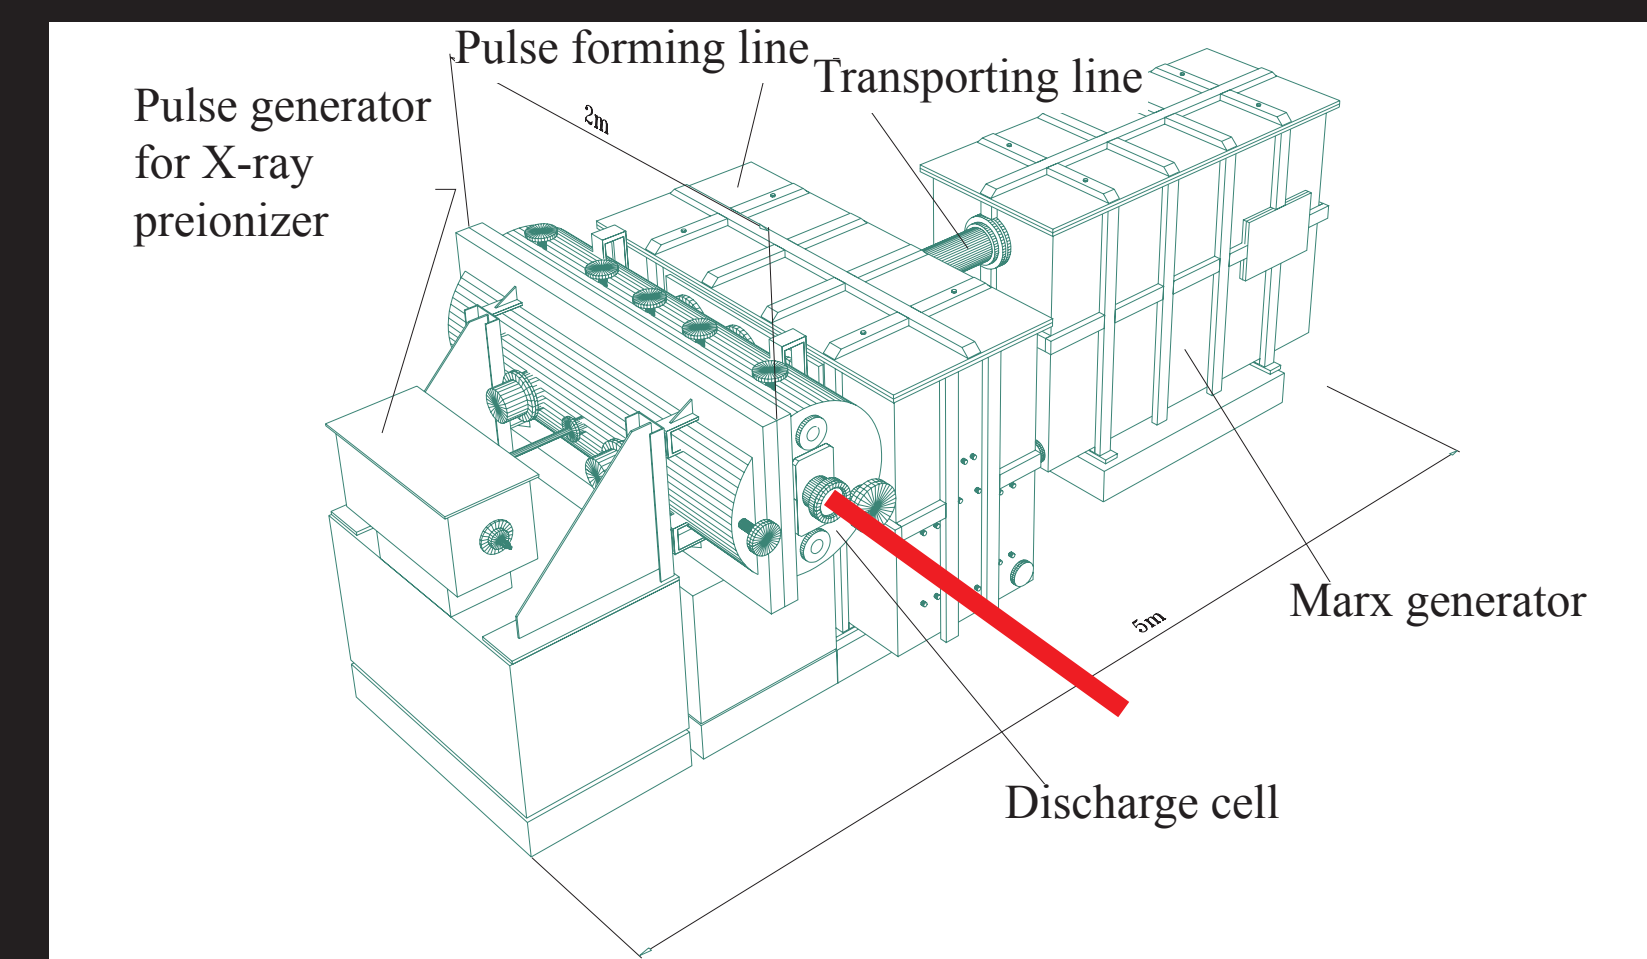 Pulse forming line
Transporting line
Pulse generator
for X-ray
preionizer
2m
Marx generator
5m
Discharge cell